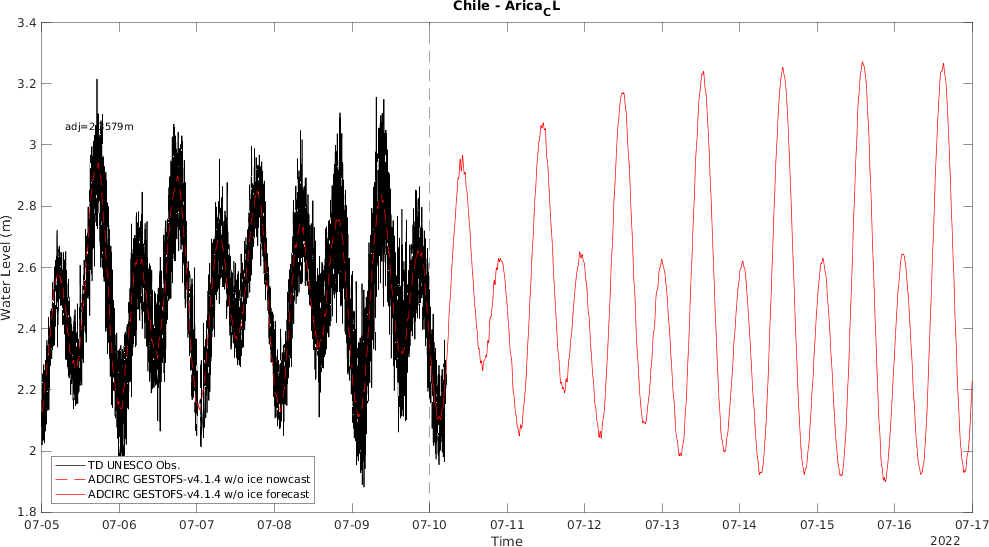 Chile - Arica_CL
3.4
3.2
3
2.8
2.6
2.4
2.2
2
1.8
Water Level (m)
TD UNESCO Obs.
ADCIRC GESTOFS-v4.1.4 w/o ice nowcast
ADCIRC GESTOFS-v4.1.4 w/o ice forecast
07-05 07-06 07-07 07-08 07-09 07-10 07-11 07-12 07-13 07-14 07-15 07-16 07-17
Time
2022